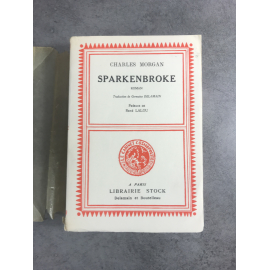 CHARLES MORGAN
SPARKENBROKE
ROMAN
Traduction de Germaine DELAMAIN
Préface de
René LALOU
A PARIS
LIBRAIRIE STOCK
Delamain et Boutelleau